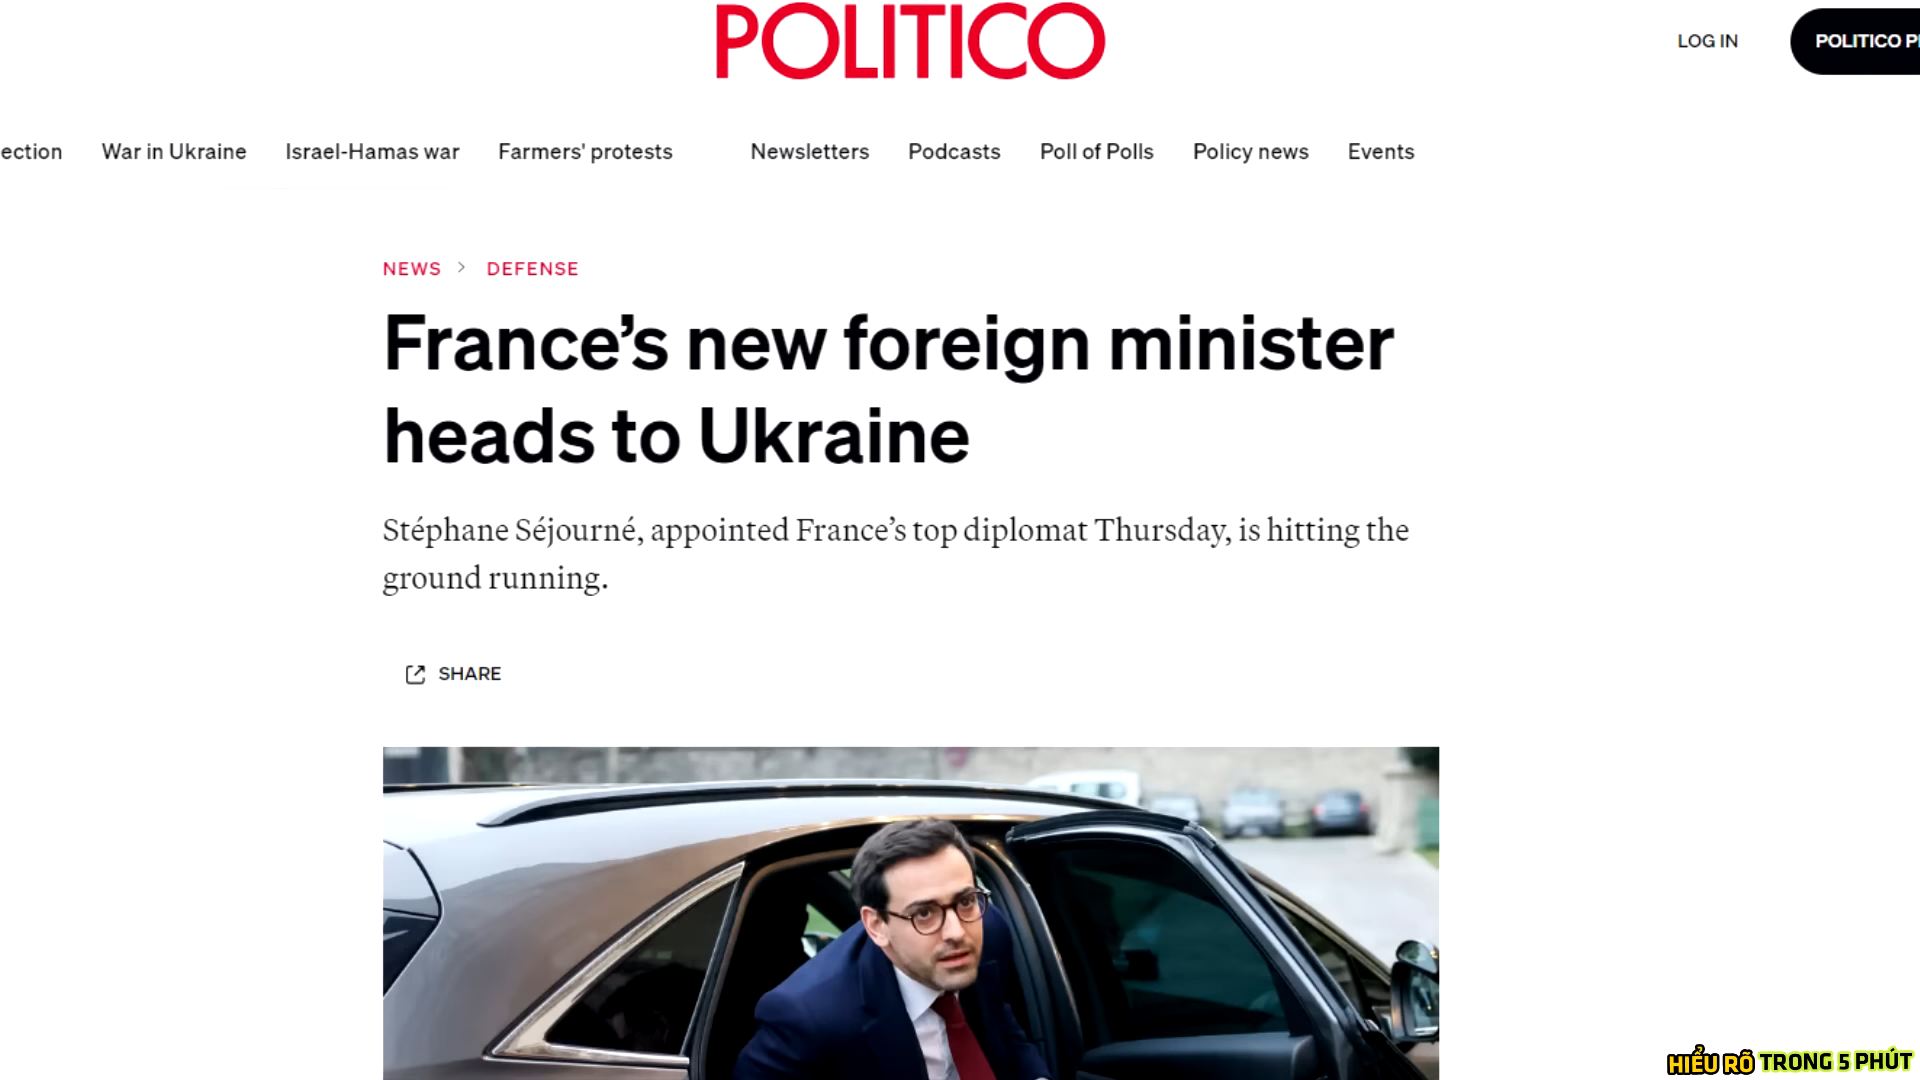 POLITICO
LOG IN
POLITICO P
ection War in Ukraine Israel-Hamas war Farmers' protests Newsletters Podcasts Poll of Polls Policy news Events
NEWS > DEFENSE
France’s new foreign minister
heads to Ukraine
Stéphane Séjourné, appointed France’s top diplomat Thursday, is hitting the
ground running.
SHARE
HIỂU RÕ TRONG 5 PHÚT